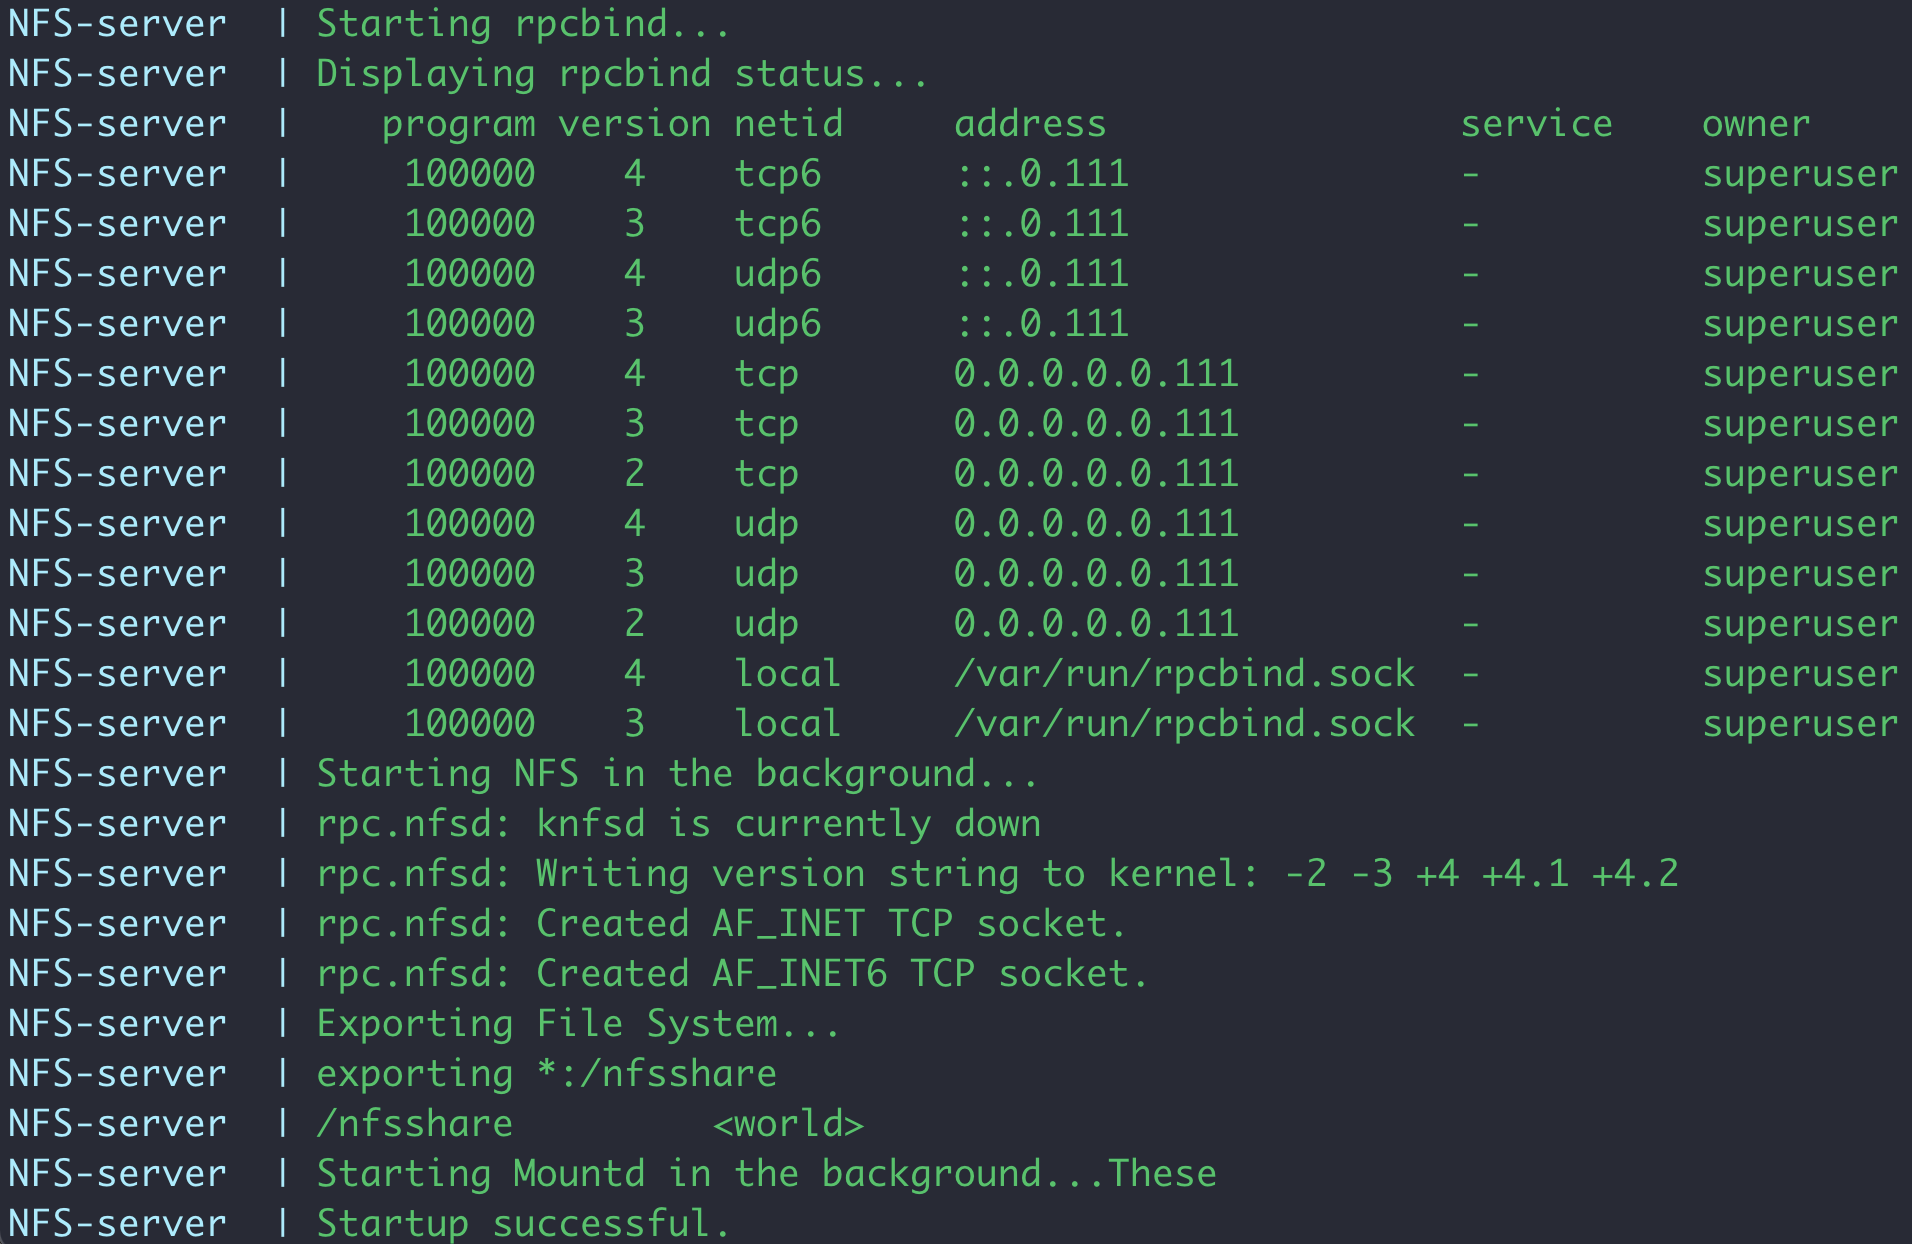 NFS-server  | Starting rpcbind...
NFS-server  | Displaying rpcbind status...
NFS-server  |    program version netid     address                service    owner
NFS-server  |     100000    4    tcp6      ::.0.111               -          superuser
NFS-server  |     100000    3    tcp6      ::.0.111               -          superuser
NFS-server  |     100000    4    udp6      ::.0.111               -          superuser
NFS-server  |     100000    3    udp6      ::.0.111               -          superuser
NFS-server  |     100000    4    tcp       0.0.0.0.0.111          -          superuser
NFS-server  |     100000    3    tcp       0.0.0.0.0.111          -          superuser
NFS-server  |     100000    2    tcp       0.0.0.0.0.111          -          superuser
NFS-server  |     100000    4    udp       0.0.0.0.0.111          -          superuser
NFS-server  |     100000    3    udp       0.0.0.0.0.111          -          superuser
NFS-server  |     100000    2    udp       0.0.0.0.0.111          -          superuser
NFS-server  |     100000    4    local     /var/run/rpcbind.sock  -          superuser
NFS-server  |     100000    3    local     /var/run/rpcbind.sock  -          superuser
NFS-server  | Starting NFS in the background...
NFS-server  | rpc.nfsd: knfsd is currently down
NFS-server  | rpc.nfsd: Writing version string to kernel: -2 -3 +4 +4.1 +4.2
NFS-server  | rpc.nfsd: Created AF_INET TCP socket.
NFS-server  | rpc.nfsd: Created AF_INET6 TCP socket.
NFS-server  | Exporting File System...
NFS-server  | exporting *:/nfsshare
NFS-server  | /nfsshare         <world>
NFS-server  | Starting Mountd in the background...These
NFS-server  | Startup successful.